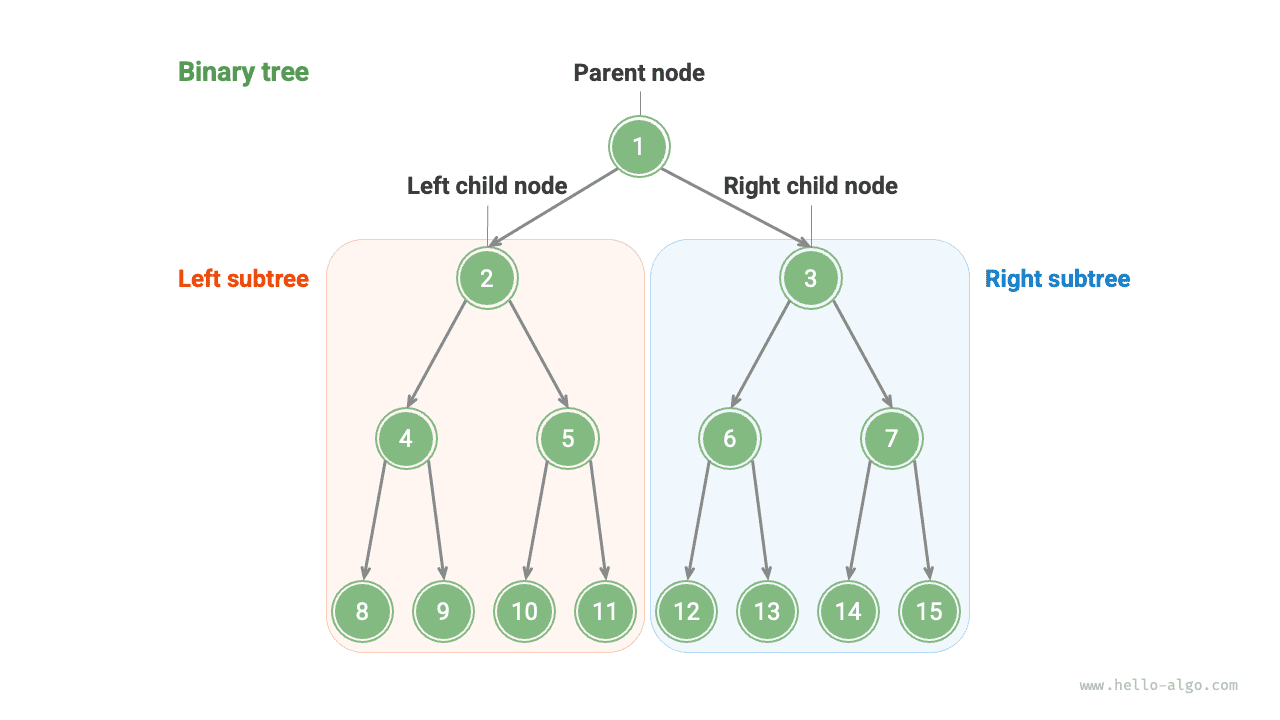 Binary tree
Parent node
1
Left child node
Right child node
Left subtree
2
3
Right subtree
4
5
6
7
8
9
10
11
12
13
14
15
www.hello-algo.com